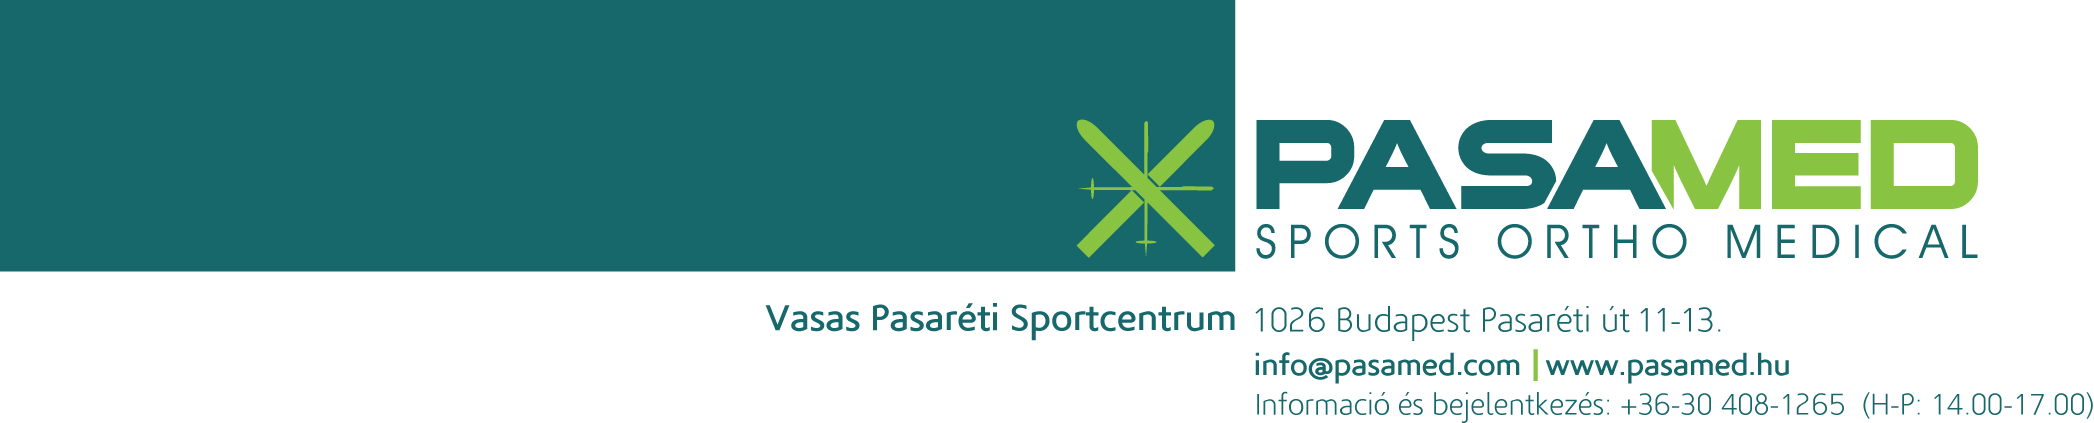 PASAMED
SPORTS ORTHO MEDICAL
Vasas Pasaréti Sportcentrum 1026 Budapest Pasaréti út 11-13.
info@pasamed.com | www.pasamed.hu
Informació és bejelentkezés: +36-30 408-1265 (H-P: 14.00-17.00)